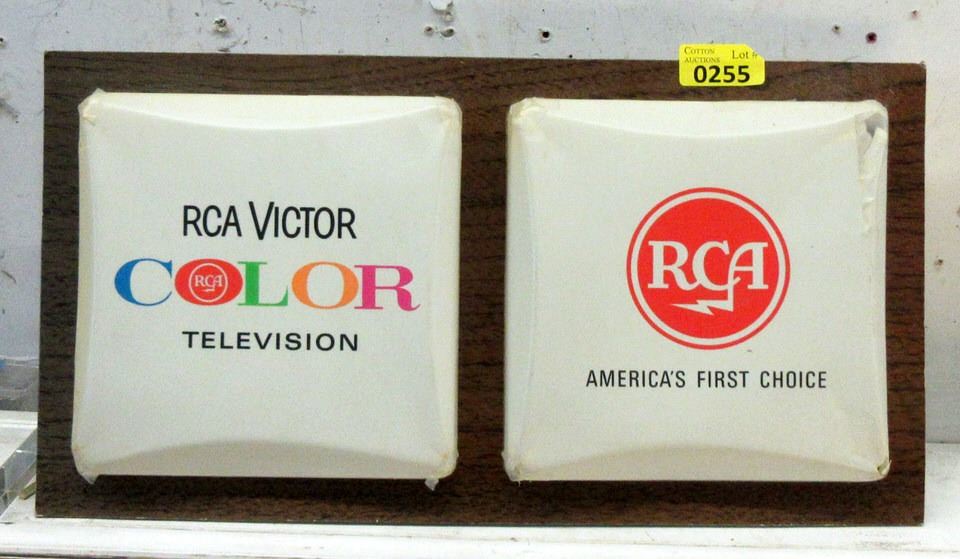 COTTON
AUCTIONS
Lot #
0255
RCA VICTOR
COLOR
RCA
TELEVISION
RCA
AMERICA'S FIRST CHOICE